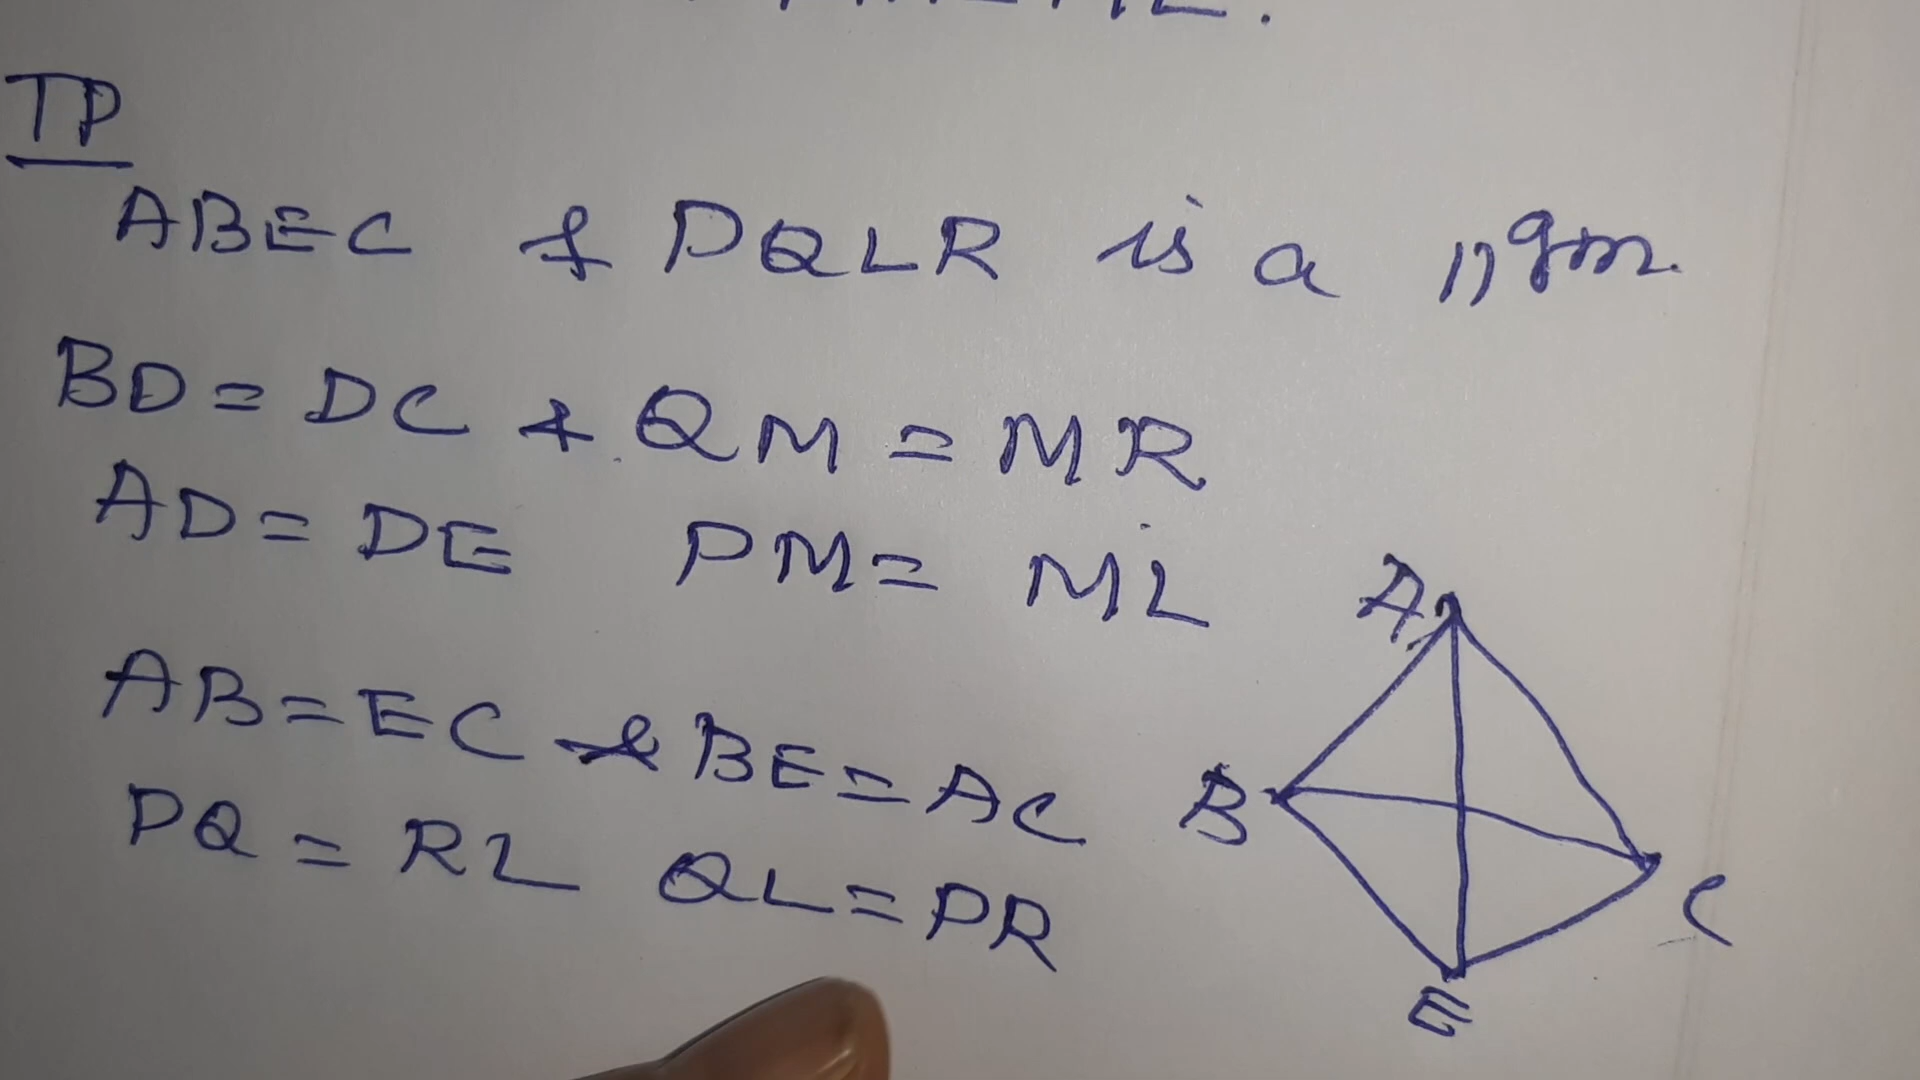 TP
ABEC & PQLR is a ||gm.
BD = DC & QM = MR
AD = DE PM = ML
AB = EC & BE = AC
PQ = RL QL = PR
A
B
C
E